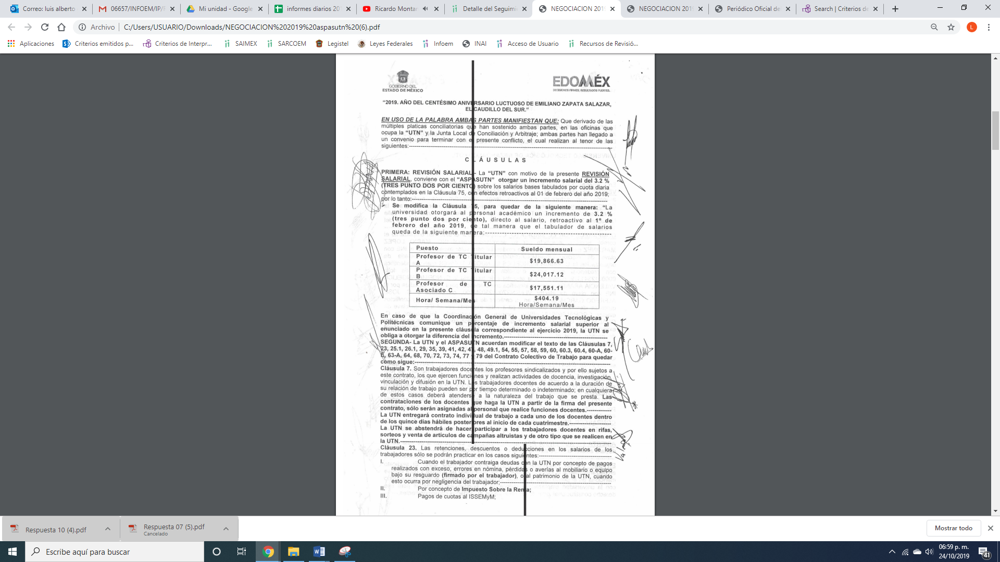 Correo: luis alberto
06657/INFOEM/IP/
Mi unidad - Google
informes diarios 20
Ricardo Montan
Detalle del Seguimi
NEGOCIACION 201
NEGOCIACION 201
Periódico Oficial de
Search | Criterios de
Archivo
C:/Users/USUARIO/Downloads/NEGOCIACION%202019%20aspasutn%20(6).pdf
L
Aplicaciones
Criterios emitidos p...
Criterios de Interpr...
SAIMEX
SARCOEM
Legistel
Leyes Federales
Infoem
INAI
Acceso de Usuario
Recursos de Revisió...
GOBIERNO DEL
ESTADO DE MÉXICO
EDOMÉX
DECISIONES FIRMES, RESULTADOS FUERTES.
“2019. AÑO DEL CENTÉSIMO ANIVERSARIO LUCTUOSO DE EMILIANO ZAPATA SALAZAR,
EL CAUDILLO DEL SUR.”
EN USO DE LA PALABRA AMBAS PARTES MANIFIESTAN QUE: Que derivado de las
múltiples platicas conciliatorias que han sostenido ambas partes, en las oficinas que
ocupa la “UTN” y la Junta Local de Conciliación y Arbitraje; ambas partes han llegado a
un convenio para terminar con el presente conflicto, el cual realizan al tenor de las
siguientes:
C L Á U S U L A S
PRIMERA: REVISIÓN SALARIAL.- La “UTN” con motivo de la presente REVISIÓN
SALARIAL, conviene con el “ASPASUTN” otorgar un incremento salarial del 3.2 %
(TRES PUNTO DOS POR CIENTO) sobre los salarios bases tabulados por cuota diaria
contemplados en la Cláusula 75, con efectos retroactivos al 01 de febrero del año 2019;
por lo tanto:
Se modifica la Cláusula 75, para quedar de la siguiente manera: “La
universidad otorgará al personal académico un incremento de 3.2 %
(tres punto dos por ciento), directo al salario, retroactivo al 1º de
febrero del año 2019, de tal manera que el tabulador de salarios
queda de la siguiente manera:
Puesto Sueldo mensual
Profesor de TC Titular
A $19,866.63
Profesor de TC Titular
B $24,017.12
Profesor de TC
Asociado C $17,551.11
Hora/ Semana/Mes $404.19
Hora/Semana/Mes
En caso de que la Coordinación General de Universidades Tecnológicas y
Politécnicas comunique un porcentaje de incremento salarial superior al
enunciado en la presente cláusula correspondiente al ejercicio 2019, la UTN se
obliga a otorgar la diferencia del incremento.
SEGUNDA- La UTN y el ASPASUTN acuerdan modificar el texto de las Cláusulas 7,
23, 25.1, 26.1, 29, 35, 39, 41, 42, 47, 48, 49.1, 54, 55, 57, 58, 59, 60, 60.3, 60.4, 60-A, 60-
E, 63-A, 64, 68, 70, 72, 73, 74, 77 y 79 del Contrato Colectivo de Trabajo para quedar
como sigue:
Cláusula 7. Son trabajadores docentes los profesores sindicalizados y por ello sujetos a
este contrato, los que ejercen funciones y realizan actividades de docencia, investigación,
vinculación y difusión en la UTN. Los trabajadores docentes de acuerdo a la duración de
su relación de trabajo pueden ser por tiempo determinado o indeterminado; en cualquiera
de estos casos deberá atenderse a la naturaleza del trabajo que se presta. Las
contrataciones de los docentes que haga la UTN a partir de la firma del presente
contrato, sólo serán asignadas al personal que realice funciones docentes.
La UTN entregará contrato individual de trabajo a cada uno de los docentes dentro
de los quince días hábiles posteriores al inicio de cada cuatrimestre.
La UTN se abstendrá de hacer participar a los trabajadores docentes en rifas,
sorteos y venta de artículos de campañas altruistas y de otro tipo que se realicen en
la UTN.
Cláusula 23. Las retenciones, descuentos o deducciones en los salarios de los
trabajadores sólo se podrán practicar en los casos siguientes:
I. Cuando el trabajador contraiga deudas con la UTN por concepto de pagos
realizados con exceso, errores en nómina, pérdidas o averías al mobiliario o equipo
bajo su resguardo (firmado por el trabajador), o al patrimonio de la UTN, cuando
esto ocurra por negligencia del trabajador;
II. Por concepto de Impuesto Sobre la Renta;
III. Pagos de cuotas al ISSEMyM;
Respuesta 10 (4).pdf
Respuesta 07 (5).pdf
Cancelado
Mostrar todo
Escribe aquí para buscar
06:59 p. m.
24/10/2019
41